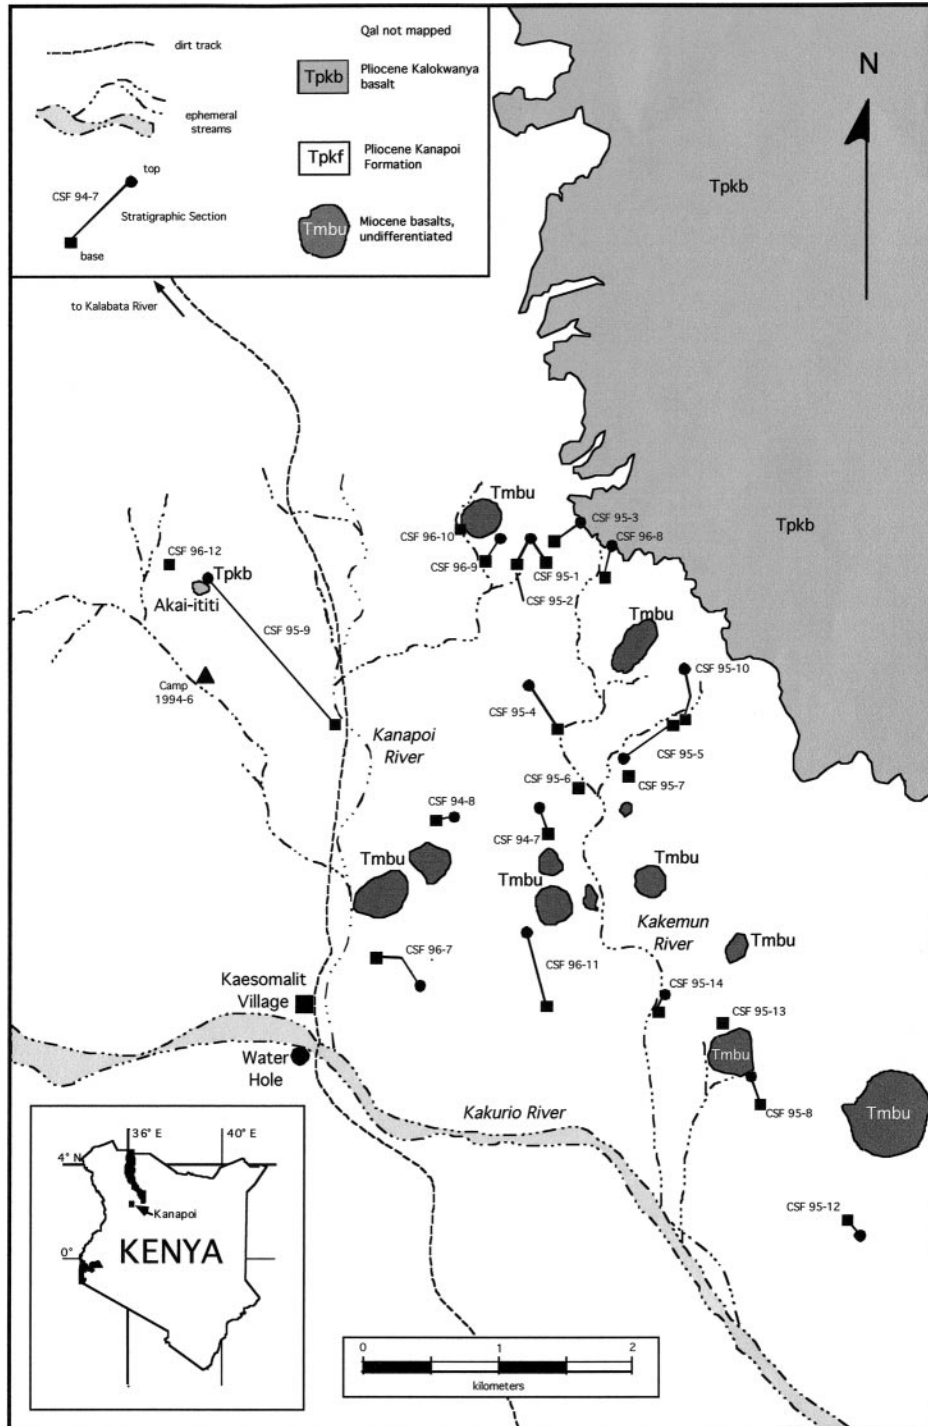 dirt track
ephemeral
streams
top
CSF 94-7
Stratigraphic Section
base
Qal not mapped
Tpkb
Pliocene Kalokwanya
basalt
Tpkf
Pliocene Kanapoi
Formation
Tmbu
Miocene basalts,
undifferentiated
N
Tpkb
Tpkb
to Kalabata River
Tmbu
CSF 96-10
CSF 95-3
CSF 96-8
CSF 96-9
CSF 95-1
CSF 95-2
CSF 96-12
Tpkb
Akai-ititi
CSF 95-9
Tmbu
CSF 95-10
Camp
1994-6
CSF 95-4
Kanapoi
River
CSF 95-5
CSF 95-6
CSF 95-7
CSF 94-8
CSF 94-7
Tmbu
Tmbu
Tmbu
Kakemun
River
Tmbu
CSF 96-7
CSF 96-11
CSF 95-14
Kaesomalit
Village
CSF 95-13
Water
Hole
Tmbu
Kakurio River
Tmbu
CSF 95-8
CSF 95-12
36° E
40° E
4° N
Kanapoi
0°
KENYA
0
1
2
kilometers